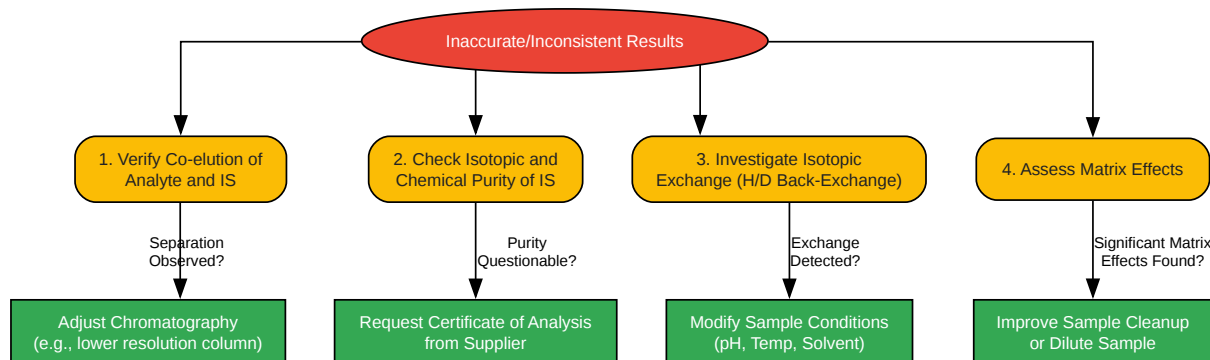 Inaccurate/Inconsistent Results
1. Verify Co-elution of
Analyte and IS
2. Check Isotopic and
Chemical Purity of IS
3. Investigate Isotopic
Exchange (H/D Back-Exchange)
4. Assess Matrix Effects
Separation
Observed?
Purity
Questionable?
Exchange
Detected?
Significant Matrix
Effects Found?
Adjust Chromatography
(e.g., lower resolution column)
Request Certificate of Analysis
from Supplier
Modify Sample Conditions
(pH, Temp, Solvent)
Improve Sample Cleanup
or Dilute Sample